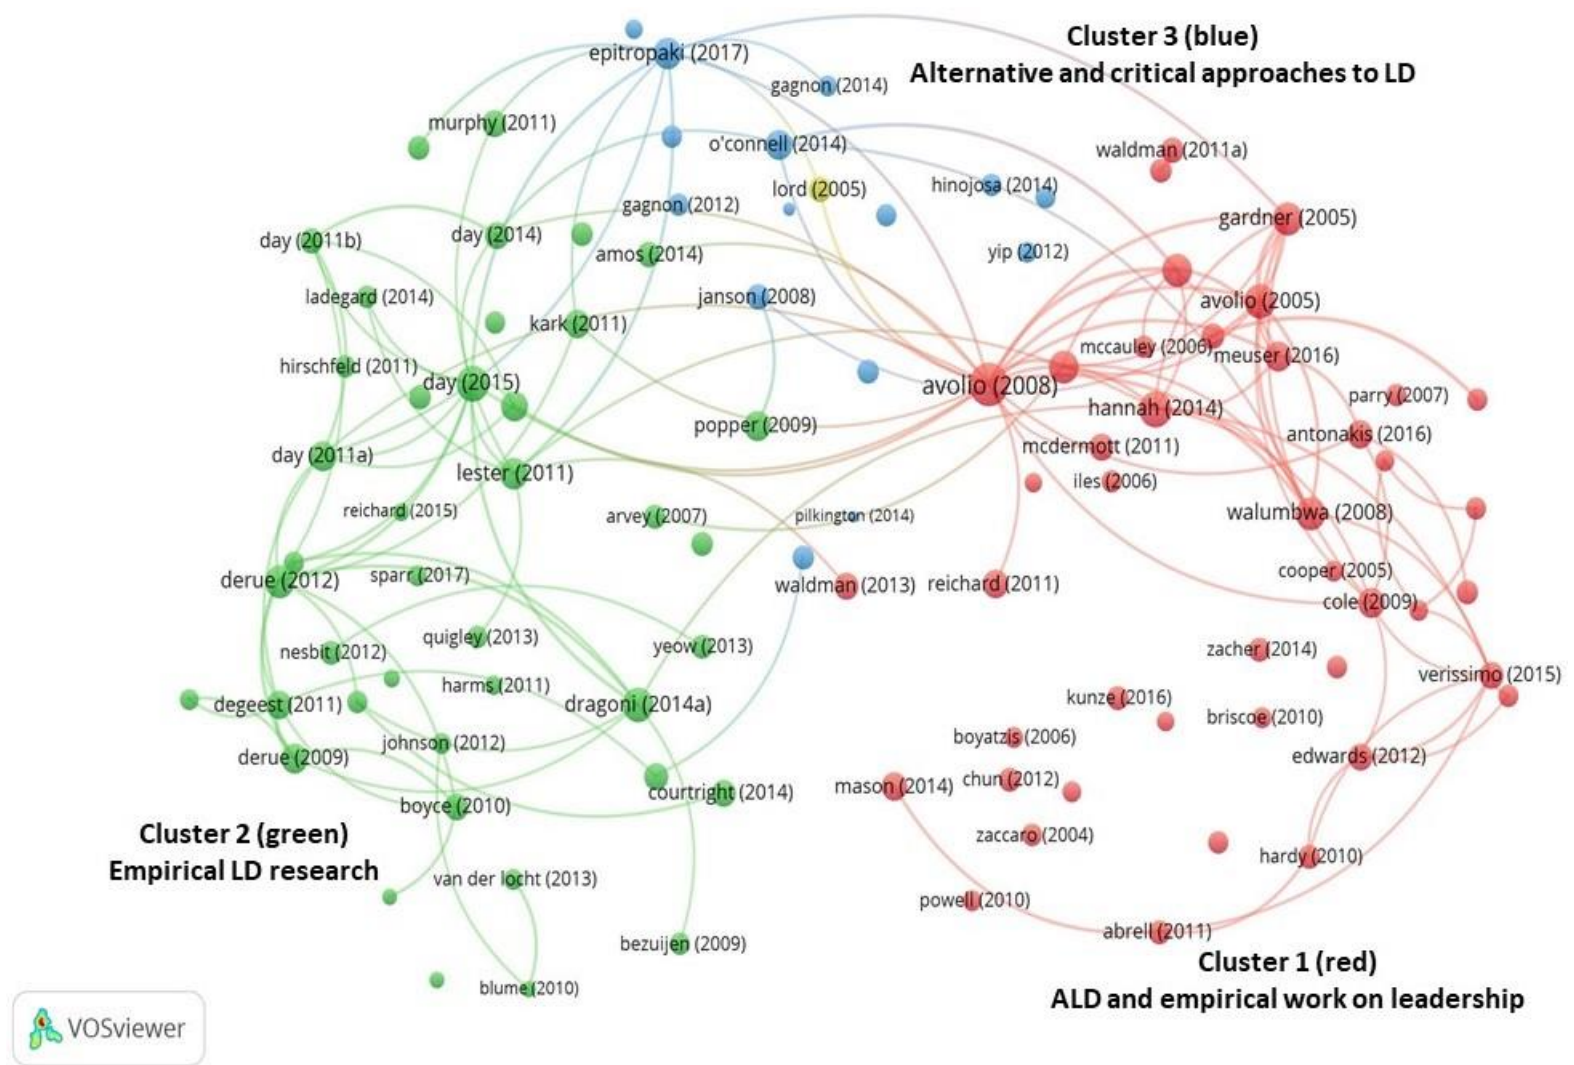 Cluster 3 (blue)
Alternative and critical approaches to LD
epitropaki (2017)
gagnon (2014)
murphy (2011)
o'connell (2014)
waldman (2011a)
lord (2005)
hinojosa (2014)
gagnon (2012)
gardner (2005)
day (2011b)
day (2014)
amos (2014)
yip (2012)
ladegard (2014)
janson (2008)
avolio (2005)
kark (2011)
mccauley (2006)
meuser (2016)
hirschfeld (2011)
day (2015)
avolio (2008)
parry (2007)
hannah (2014)
popper (2009)
antonakis (2016)
mcdermott (2011)
day (2011a)
lester (2011)
iles (2006)
reichard (2015)
arvey (2007)
pilkington (2014)
walumbwa (2008)
derue (2012)
sparr (2017)
waldman (2013)
reichard (2011)
cooper (2005)
cole (2009)
nesbit (2012)
quigley (2013)
yeow (2013)
zacher (2014)
verissimo (2015)
harms (2011)
degeest (2011)
dragoni (2014a)
kunze (2016)
briscoe (2010)
johnson (2012)
boyatzis (2006)
derue (2009)
edwards (2012)
mason (2014)
chun (2012)
courtright (2014)
boyce (2010)
Cluster 2 (green)
Empirical LD research
zaccaro (2004)
hardy (2010)
van der locht (2013)
powell (2010)
abrell (2011)
bezuijen (2009)
Cluster 1 (red)
ALD and empirical work on leadership
blume (2010)
VOSviewer